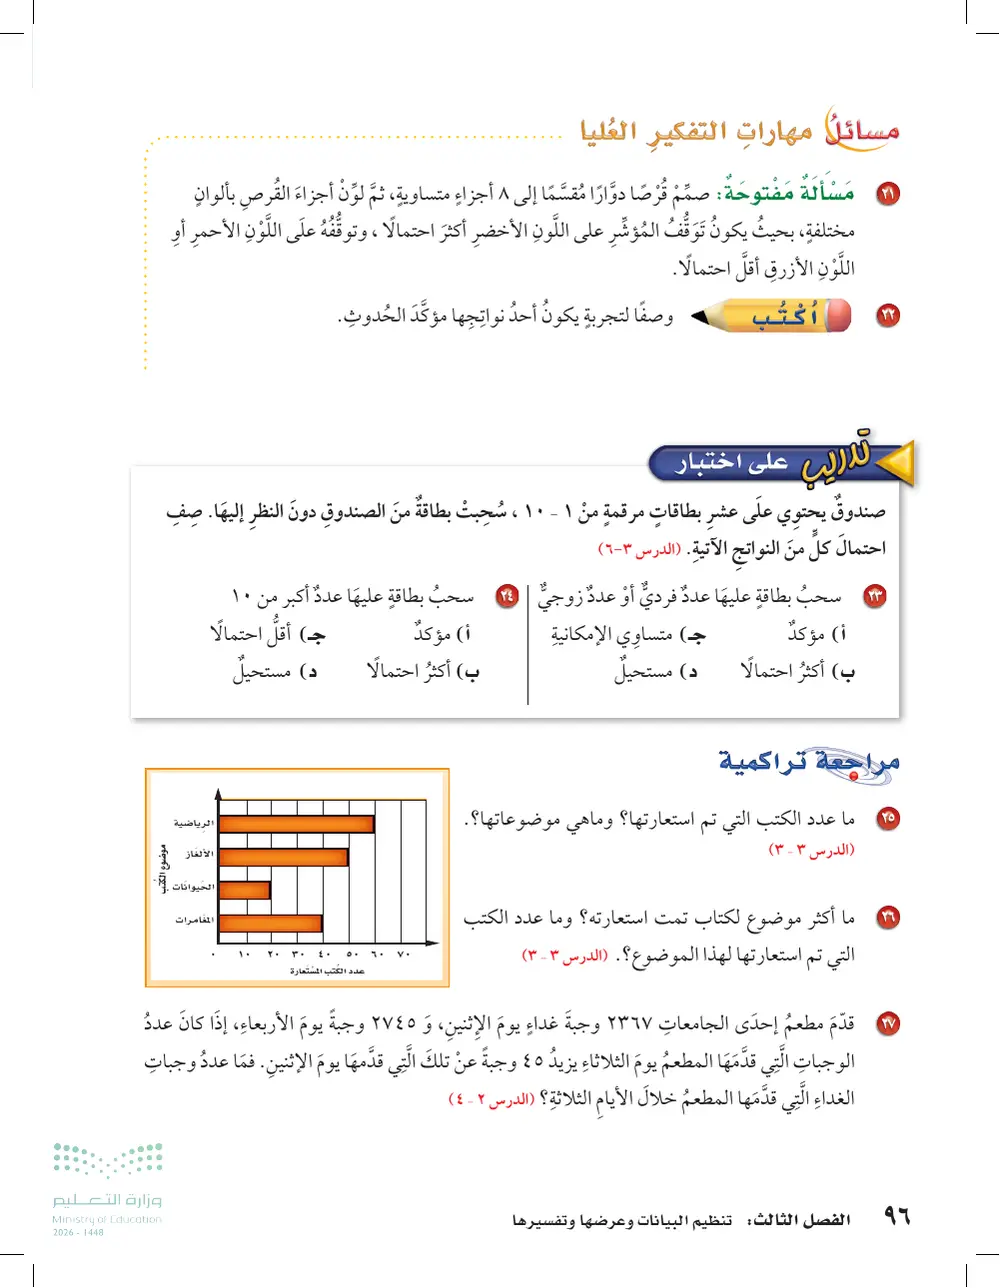 مسائلُ مهاراتِ التفكيرِ العُليا
٢١ مَسْأَلَةٌ مَفْتوحَةٌ: صمِّمْ قُرْصًا دوَّارًا مُقسَّمًا إلى ٨ أجزاءٍ متساويةٍ، ثمَّ لوِّنْ أجزاءَ القُرصِ بألوانٍ
مختلفةٍ، بحيثُ يكونُ تَوَقُّفُ المُؤشِّرِ على اللَّونِ الأخضرِ أكثرَ احتمالًا ، وتوقُّفُهُ علَى اللَّوْنِ الأحمرِ أوِ
اللَّوْنِ الأزرقِ أقلَّ احتمالًا.
٢٢ اُكْتُب وصفًا لتجربةٍ يكونُ أحدُ نواتِجِها مؤكَّدَ الحُدوثِ.
تدريب على اختبار
صندوقٌ يحتوِي علَى عشرِ بطاقاتٍ مرقمةٍ منْ ١ - ١٠ ، سُحِبتْ بطاقةٌ منَ الصندوقِ دونَ النظرِ إليهَا. صِفِ
احتمالَ كلٍّ منَ النواتجِ الآتيةِ. (الدرس ٣-٦)
٢٣ سحبُ بطاقةٍ عليهَا عددٌ فرديٌّ أوْ عددٌ زوجيٌّ
أ) مؤكدٌ جـ) متساوِي الإمكانيةِ
ب) أكثرُ احتمالًا د) مستحيلٌ
٢٤ سحبُ بطاقةٍ عليهَا عددٌ أكبر من ١٠
أ) مؤكدٌ جـ) أقلُّ احتمالًا
ب) أكثرُ احتمالًا د) مستحيلٌ
مراجعة تراكمية
٢٥ ما عدد الكتب التي تم استعارتها؟ وماهي موضوعاتها؟.
(الدرس ٣ - ٣)
٢٦ ما أكثر موضوع لكتاب تمت استعارته؟ وما عدد الكتب
التي تم استعارتها لهذا الموضوع؟. (الدرس ٣ - ٣)
موضوع الكتب
الرياضية
الألغاز
الحيوانات
المغامرات
٠ ١٠ ٢٠ ٣٠ ٤٠ ٥٠ ٦٠ ٧٠
عدد الكتب المستعارة
٢٧ قدّمَ مطعمُ إحدَى الجامعاتِ ٢٣٦٧ وجبةَ غداءٍ يومَ الإثنينِ، وَ ٢٧٤٥ وجبةً يومَ الأربعاءِ، إذَا كانَ عددُ
الوجباتِ الَّتِي قدَّمَهَا المطعمُ يومَ الثلاثاءِ يزيدُ ٤٥ وجبةً عنْ تلكَ الَّتِي قدَّمهَا يومَ الإثنينِ. فمَا عددُ وجباتِ
الغداءِ الَّتِي قدَّمَها المطعمُ خلالَ الأيامِ الثلاثةِ؟ (الدرس ٢ - ٤)
وزارة التعليم
Ministry of Education
2026 - 1448
٩٦ الفصل الثالث: تنظيم البيانات وعرضها وتفسيرها